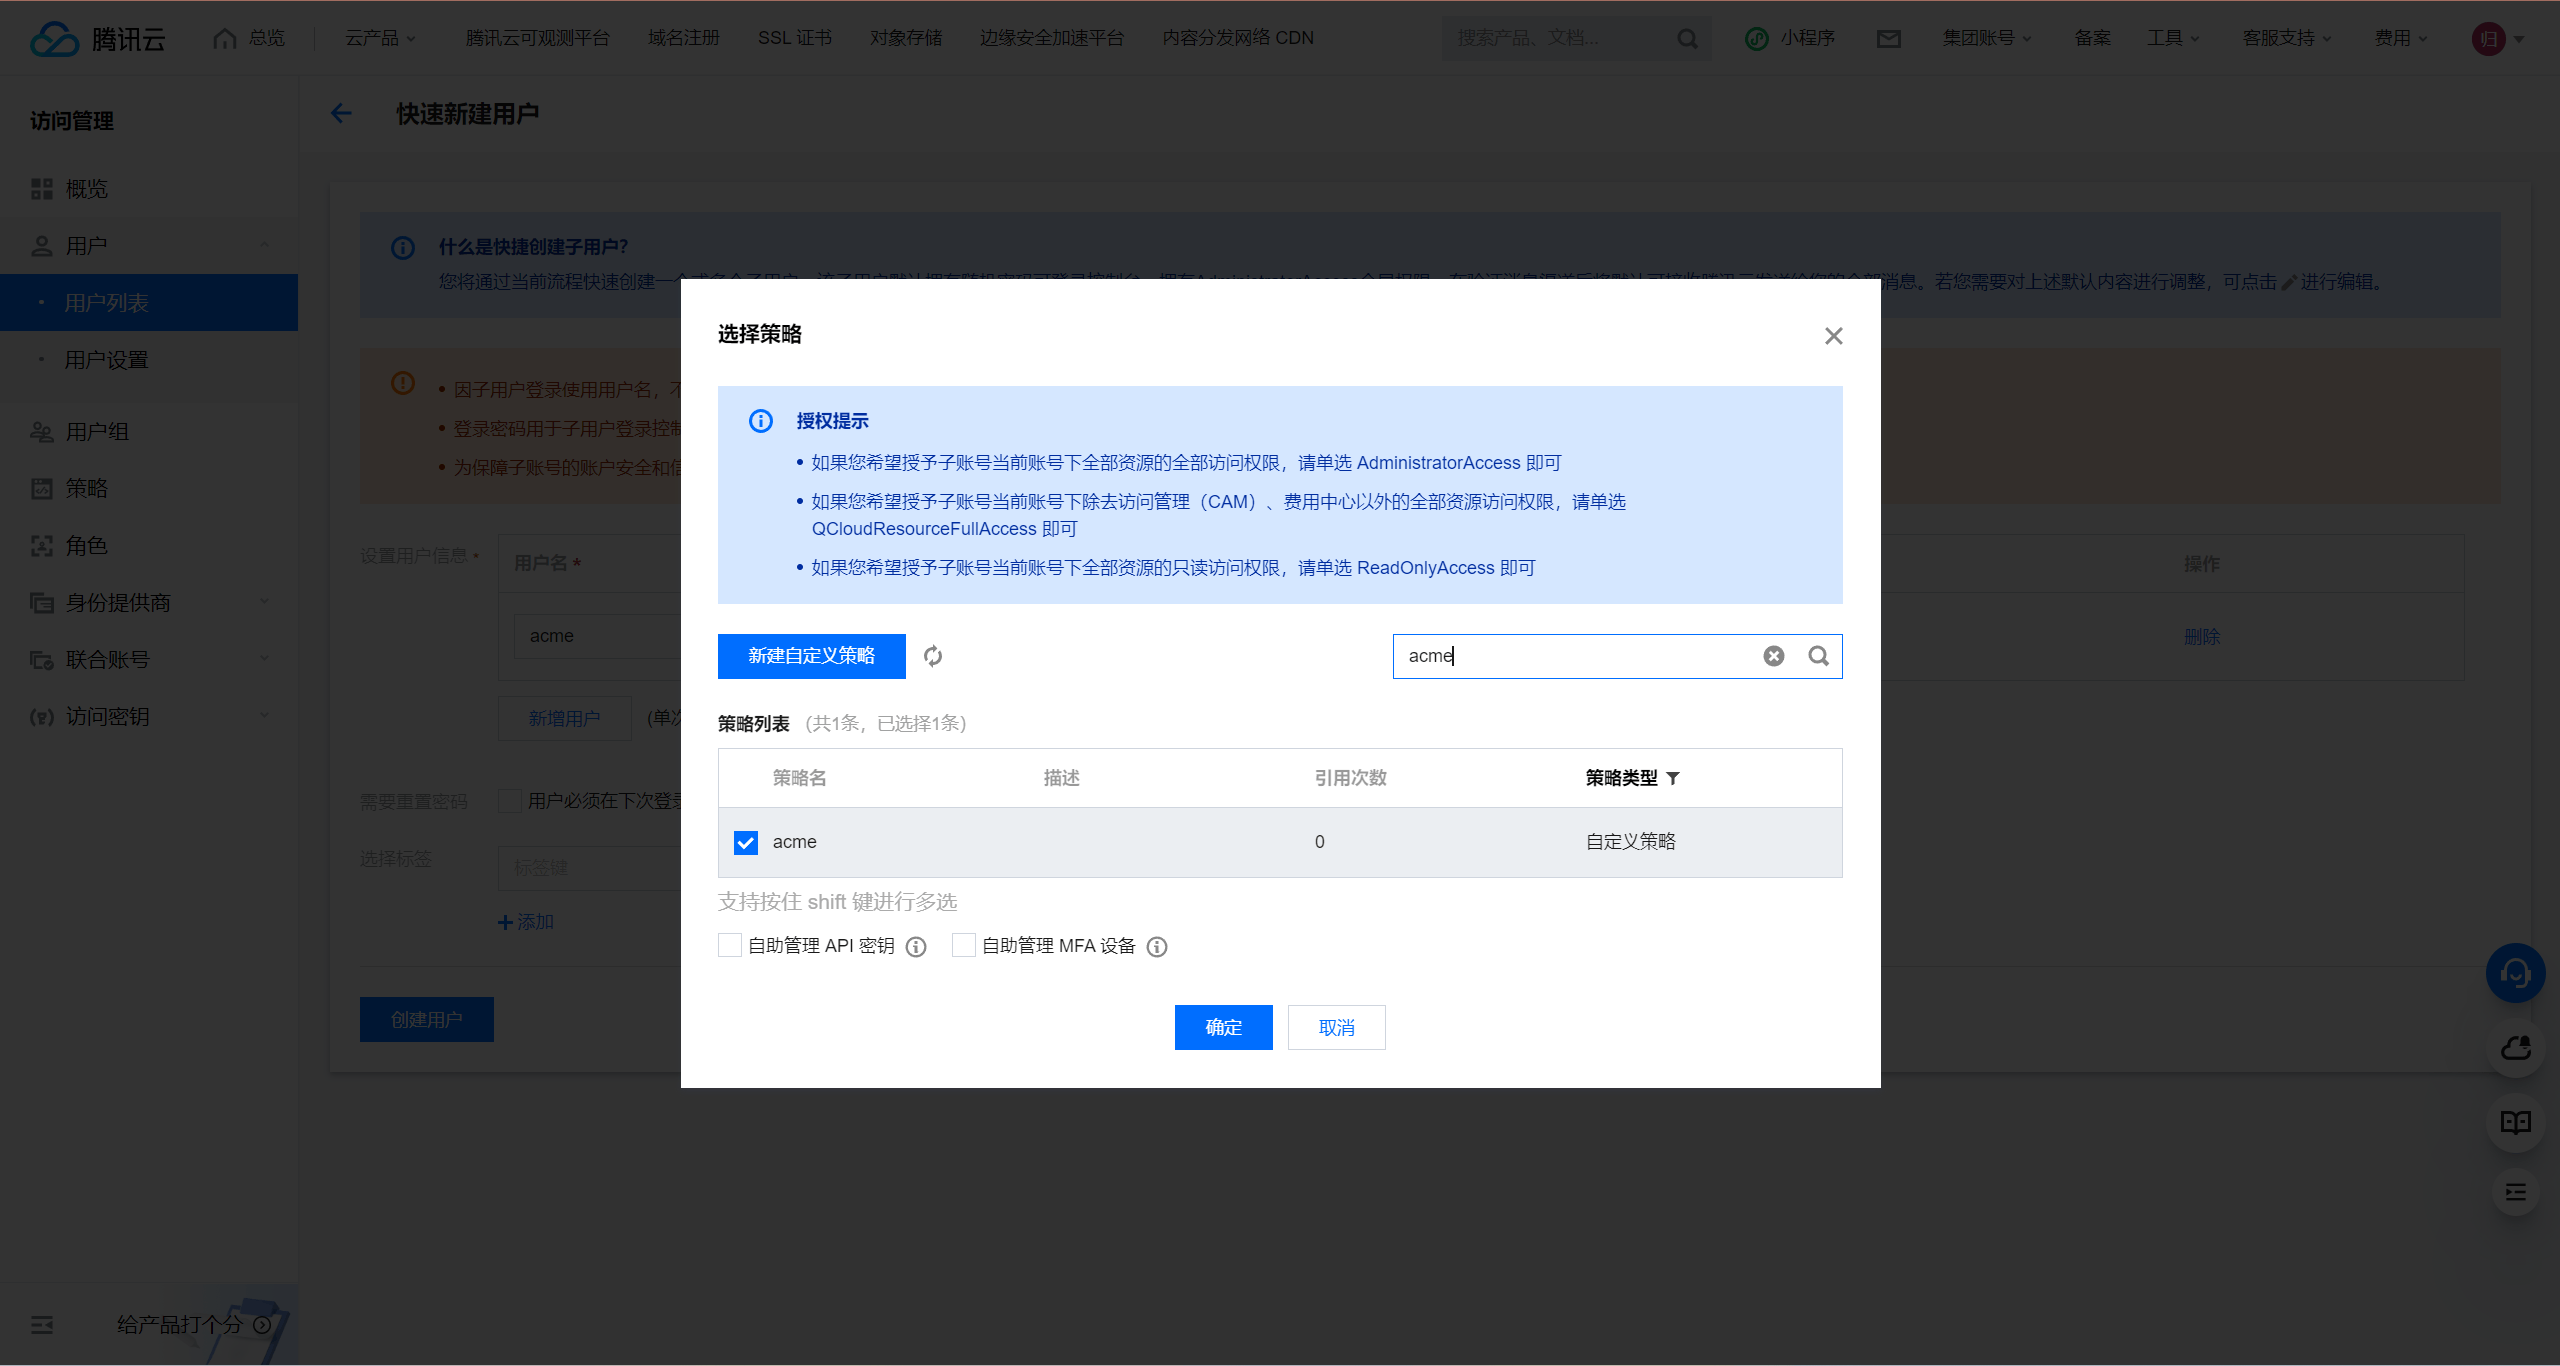 腾讯云
总览
云产品
腾讯云可观测平台
域名注册
SSL 证书
对象存储
边缘安全加速平台
内容分发网络 CDN
搜索产品、文档...
小程序
集团账号
备案
工具
客服支持
费用
归
访问管理
概览
用户
用户列表
用户设置
用户组
策略
角色
身份提供商
联合账号
访问密钥
给产品打个分
快速新建用户
什么是快捷创建子用户?
您将通过当前流程快速创建一个或多个子用户
消息。若您需要对上述默认内容进行调整，可点击 进行编辑。
因子用户登录使用用户名，不
登录密码用于子用户登录控制
为保障子账号的账户安全和信
设置用户信息
用户名 *
操作
acme
删除
新增用户
(单次
需要重置密码
用户必须在下次登录
选择标签
标签键
添加
创建用户
选择策略
授权提示
如果您希望授予子账号当前账号下全部资源的全部访问权限，请单选 AdministratorAccess 即可
如果您希望授予子账号当前账号下除去访问管理（CAM）、费用中心以外的全部资源访问权限，请单选
QCloudResourceFullAccess 即可
如果您希望授予子账号当前账号下全部资源的只读访问权限，请单选 ReadOnlyAccess 即可
新建自定义策略
acme
策略列表 （共1条，已选择1条）
策略名 描述 引用次数 策略类型
acme 0 自定义策略
支持按住 shift 键进行多选
自助管理 API 密钥
自助管理 MFA 设备
确定
取消